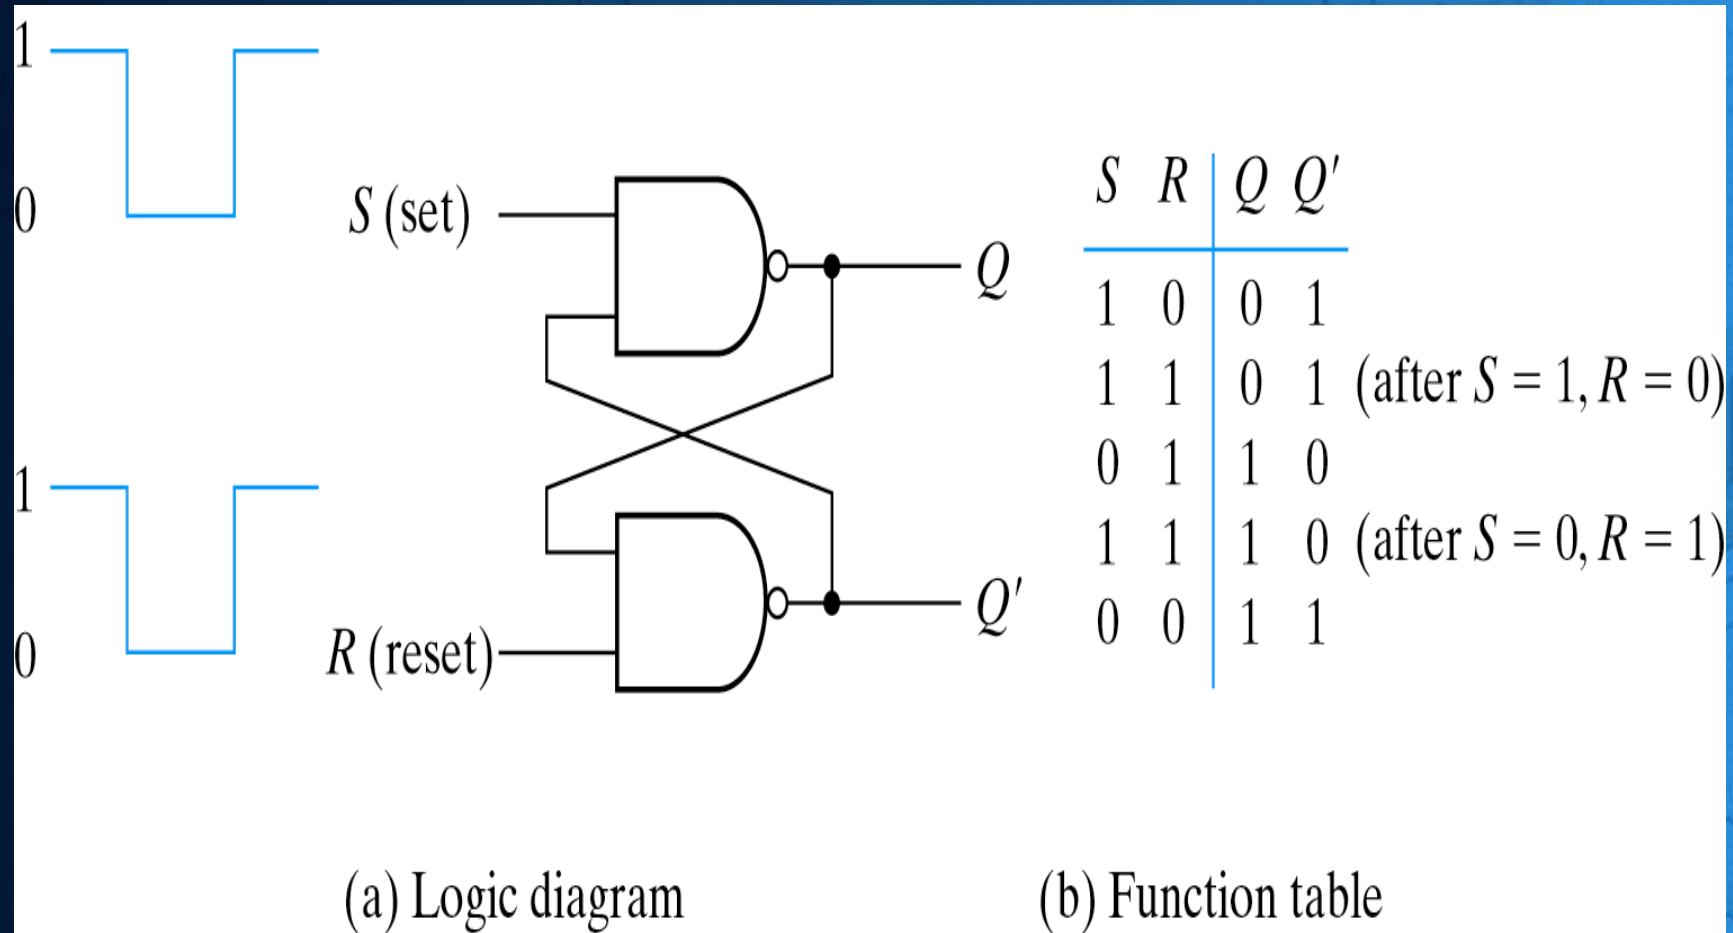 1
0
S (set)
Q
1
0
R (reset)
Q'
S R Q Q'
1 0 0 1
1 1 0 1 (after S = 1, R = 0)
0 1 1 0
1 1 1 0 (after S = 0, R = 1)
0 0 1 1
(a) Logic diagram
(b) Function table